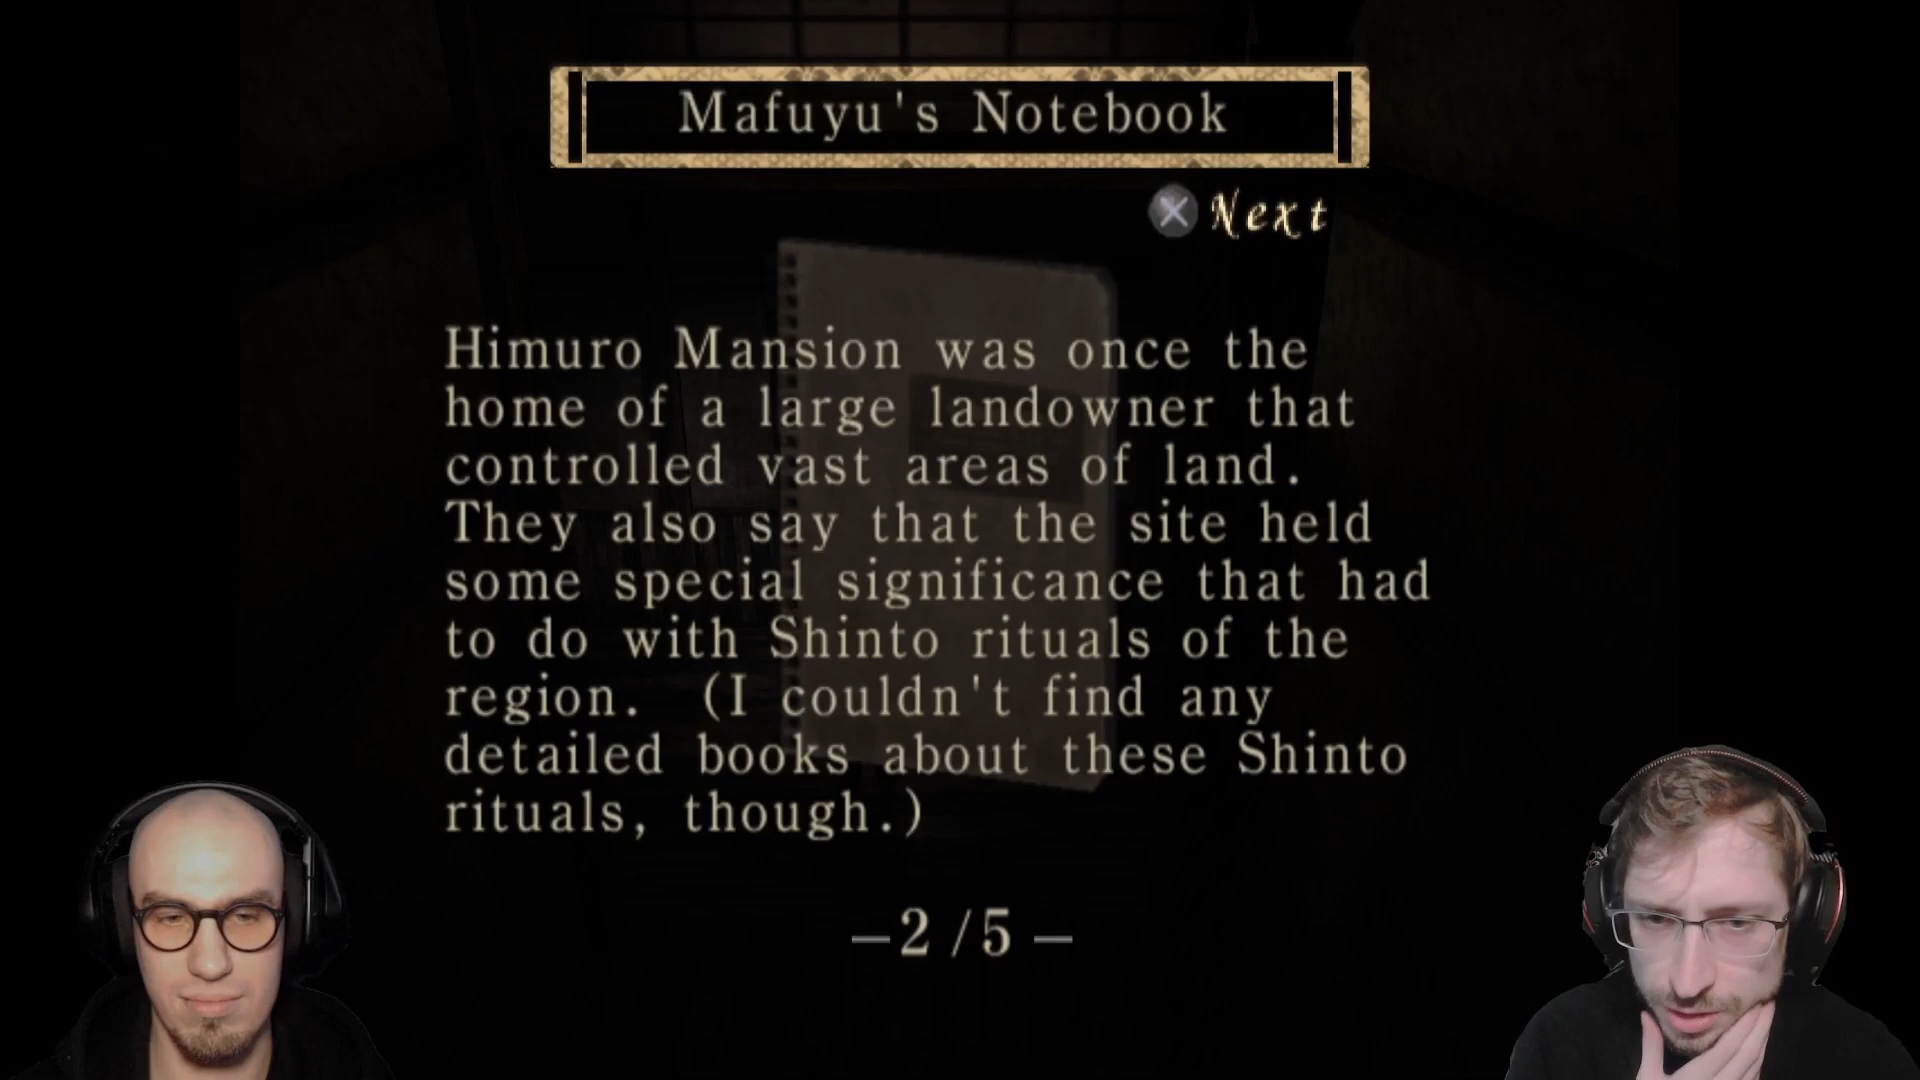 Mafuyu's Notebook
Next
Himuro Mansion was once the
home of a large landowner that
controlled vast areas of land.
They also say that the site held
some special significance that had
to do with Shinto rituals of the
region. (I couldn't find any
detailed books about these Shinto
rituals, though.)
—2/5—